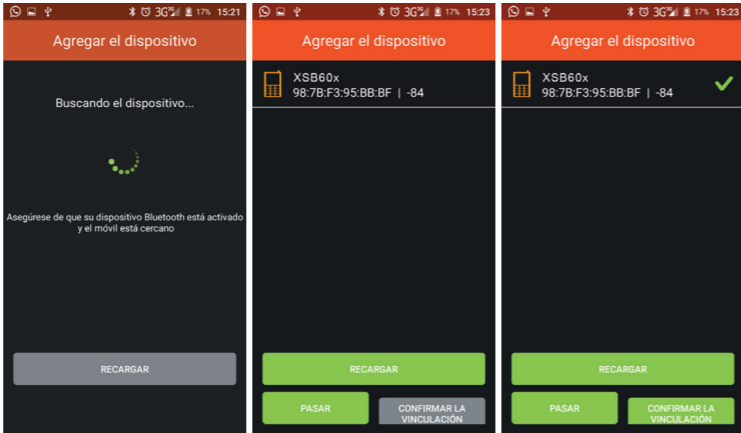 3G 17% 15:21
Agregar el dispositivo
Buscando el dispositivo...
Asegúrese de que su dispositivo Bluetooth está activado
y el móvil está cercano
RECARGAR
3G 17% 15:23
Agregar el dispositivo
XSB60x
98:7B:F3:95:BB:BF | -84
RECARGAR
PASAR
CONFIRMAR LA
VINCULACIÓN
3G 17% 15:23
Agregar el dispositivo
XSB60x
98:7B:F3:95:BB:BF | -84
RECARGAR
PASAR
CONFIRMAR LA
VINCULACIÓN